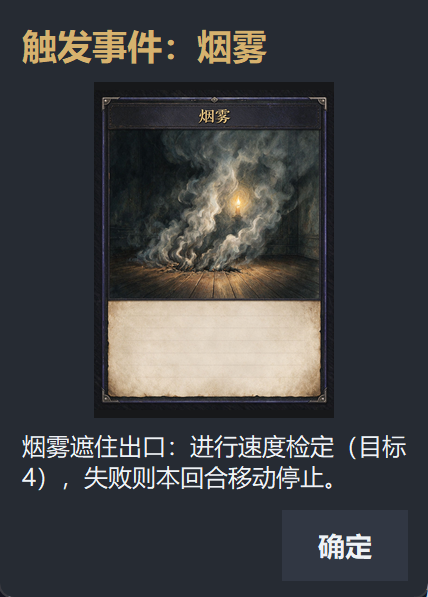 触发事件：烟雾
烟雾
烟雾遮住出口：进行速度检定（目标
4），失败则本回合移动停止。
确定